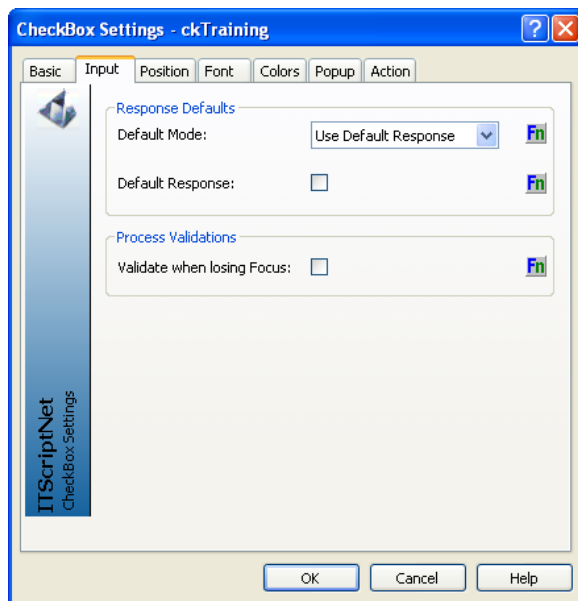 CheckBox Settings - ckTraining
?
X
Basic Input Position Font Colors Popup Action
Response Defaults
Default Mode: Use Default Response Fn
Default Response: Fn
Process Validations
Validate when losing Focus: Fn
ITScriptNet
CheckBox Settings
OK Cancel Help